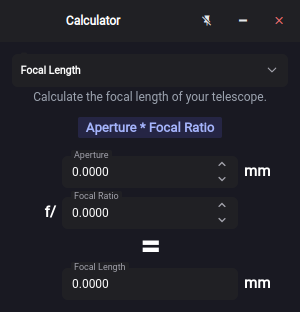 Calculator
Focal Length
Calculate the focal length of your telescope.
Aperture * Focal Ratio
Aperture
0.0000
mm
Focal Ratio
f/
0.0000
=
Focal Length
0.0000
mm